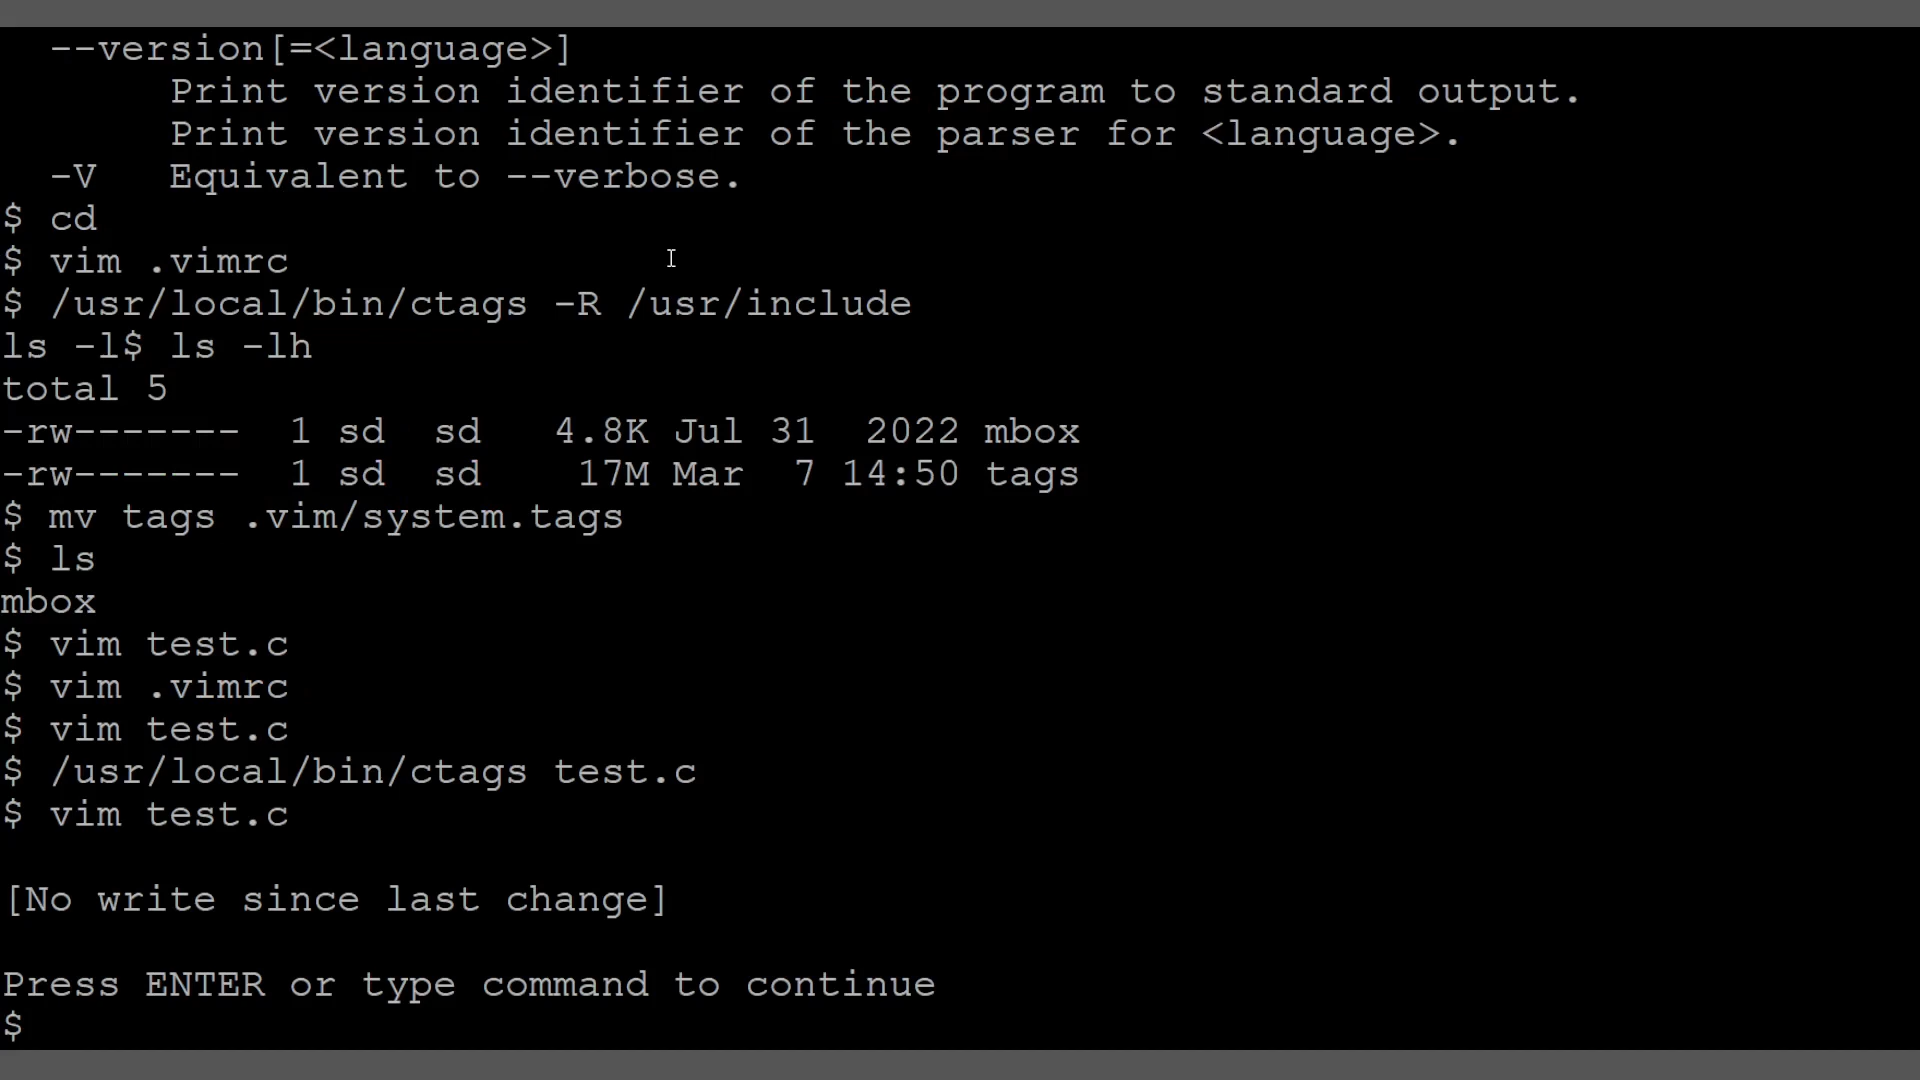 --version[=<language>]
Print version identifier of the program to standard output.
Print version identifier of the parser for <language>.
-V   Equivalent to --verbose.
$ cd
$ vim .vimrc
$ /usr/local/bin/ctags -R /usr/include
ls -l$ ls -lh
total 5
-rw-------  1 sd  sd   4.8K Jul 31  2022 mbox
-rw-------  1 sd  sd    17M Mar  7 14:50 tags
$ mv tags .vim/system.tags
$ ls
mbox
$ vim test.c
$ vim .vimrc
$ vim test.c
$ /usr/local/bin/ctags test.c
$ vim test.c
[No write since last change]
Press ENTER or type command to continue
$